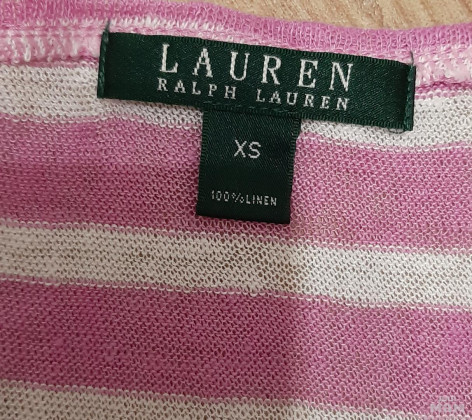 LAUREN
RALPH LAUREN
XS
100% LINEN